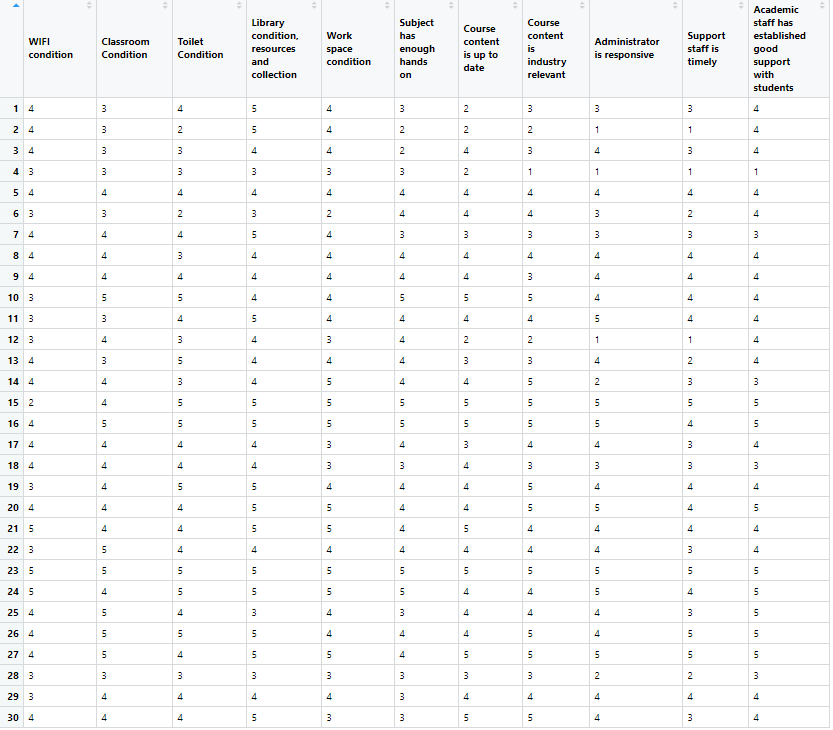 WIFI condition Classroom Condition Toilet Condition Library condition, resources and collection Work space condition Subject has enough hands on Course content is up to date Course content is industry relevant Administrator is responsive Support staff is timely Academic staff has established good support with students
1 4 3 4 5 4 3 2 3 3 3 4
2 4 3 2 5 4 2 2 2 1 1 4
3 4 3 3 4 4 2 4 3 4 3 4
4 3 3 3 3 3 3 2 1 1 1 1
5 4 4 4 4 4 4 4 4 4 4 4
6 3 3 2 3 2 4 4 4 3 2 4
7 4 4 4 5 4 3 3 3 3 3 3
8 4 4 3 4 4 4 4 4 4 4 4
9 4 4 4 4 4 4 4 3 4 4 4
10 3 5 5 4 4 5 5 5 4 4 4
11 3 3 4 5 4 4 4 4 5 4 4
12 3 4 3 4 3 4 2 2 1 1 4
13 4 3 5 4 4 4 3 3 4 2 4
14 4 4 3 4 5 4 4 5 2 3 3
15 2 4 5 5 5 5 5 5 5 5 5
16 4 5 5 5 5 5 5 5 5 4 5
17 4 4 4 4 3 4 3 4 4 3 4
18 4 4 4 4 3 3 4 3 3 3 3
19 3 4 5 5 4 4 4 5 4 4 4
20 4 4 4 5 5 4 4 5 5 4 5
21 5 4 4 5 5 4 5 4 4 4 4
22 3 5 4 4 4 4 4 4 4 3 4
23 5 5 5 5 5 5 5 5 5 5 5
24 5 4 5 5 5 5 4 4 5 4 5
25 4 5 4 3 4 3 4 4 4 3 5
26 4 5 5 5 4 4 4 5 4 5 5
27 4 5 4 5 5 4 5 5 5 5 5
28 3 3 3 3 3 3 3 3 2 2 3
29 3 4 4 4 4 3 4 4 4 4 4
30 4 4 4 5 3 3 5 5 4 3 4